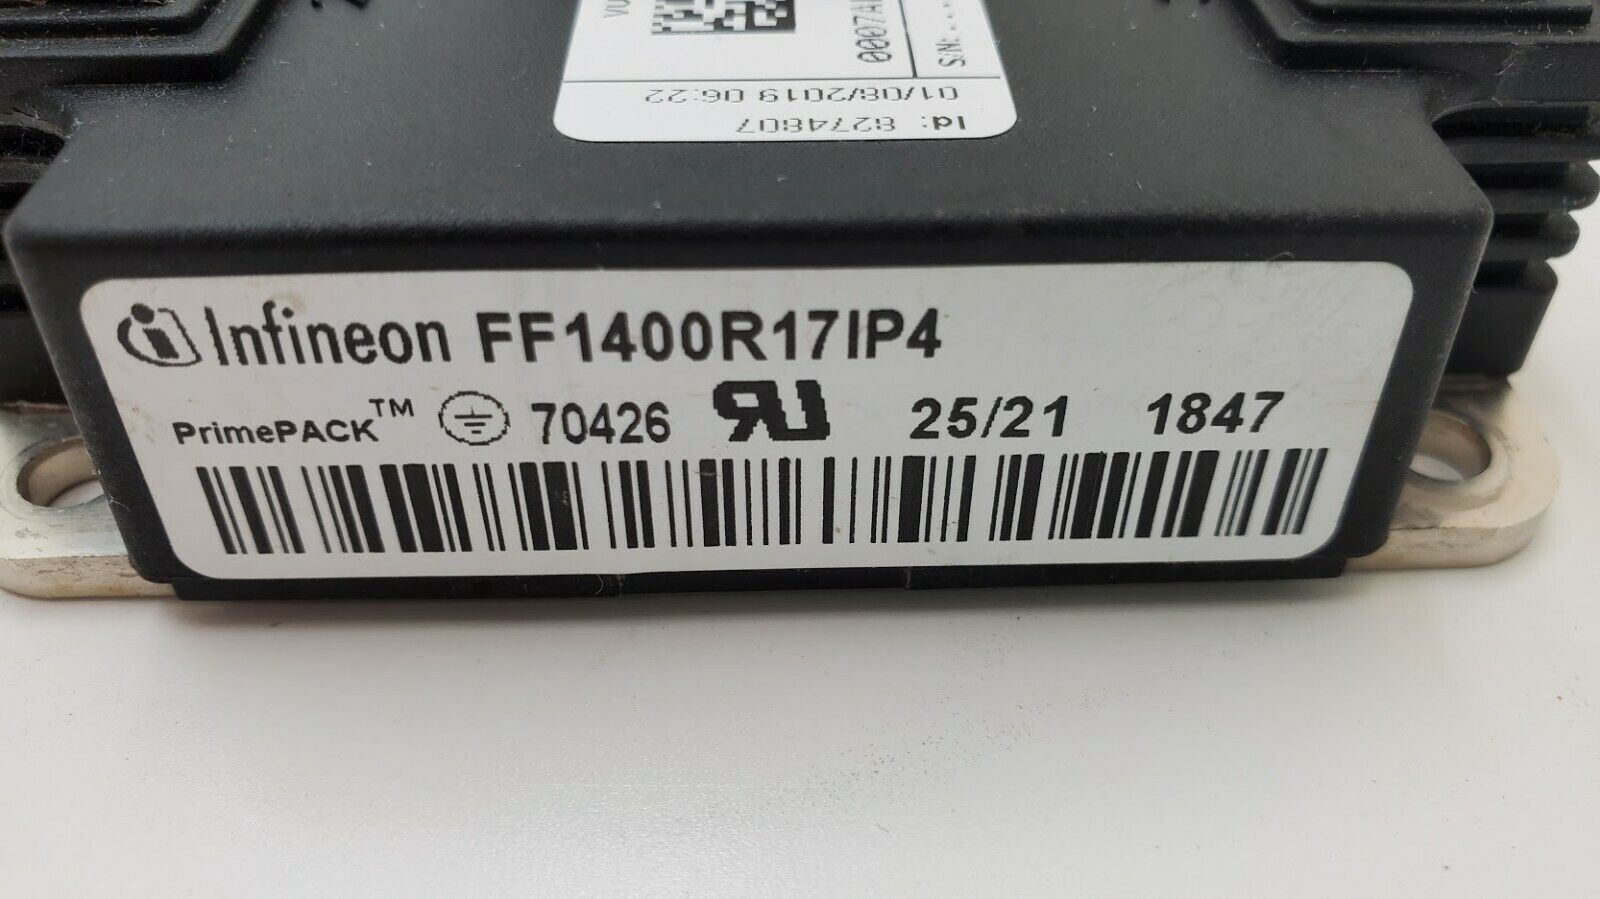 Infineon FF1400R17IP4
PrimePACK™ 70426 25/21 1847
Id: 8274807
01/08/2019 06:22
S/N: